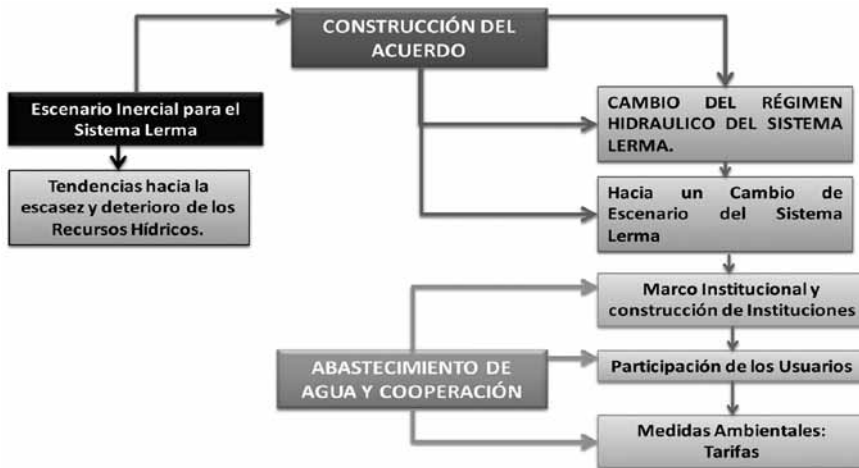 CONSTRUCCIÓN DEL
ACUERDO
Escenario Inercial para el
Sistema Lerma
Tendencias hacia la
escasez y deterioro de los
Recursos Hídricos.
CAMBIO DEL RÉGIMEN
HIDRAULICO DEL SISTEMA
LERMA.
Hacia un Cambio de
Escenario del Sistema
Lerma
Marco Institucional y
construcción de Instituciones
ABASTECIMIENTO DE
AGUA Y COOPERACIÓN
Participación de los Usuarios
Medidas Ambientales:
Tarifas